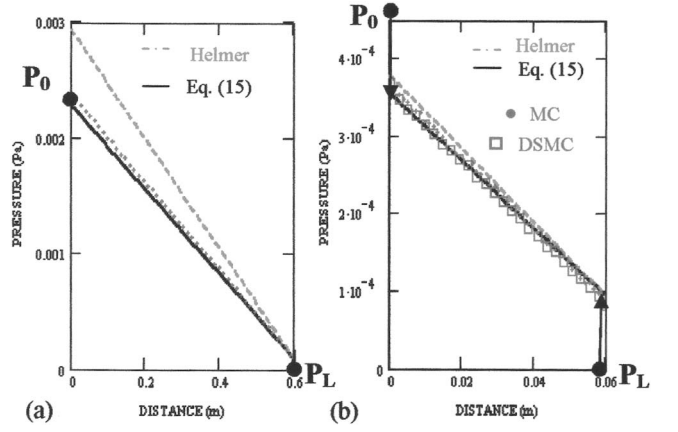 0.003
0.002
0.001
0
PRESSURE (Pa)
P0
Helmer
Eq. (15)
0
0.2
0.4
0.6
PL
DISTANCE (m)
(a)
P0
4·10-4
3·10-4
2·10-4
1·10-4
0
PRESSURE (Pa)
Helmer
Eq. (15)
MC
DSMC
0
0.02
0.04
0.06
PL
DISTANCE (m)
(b)